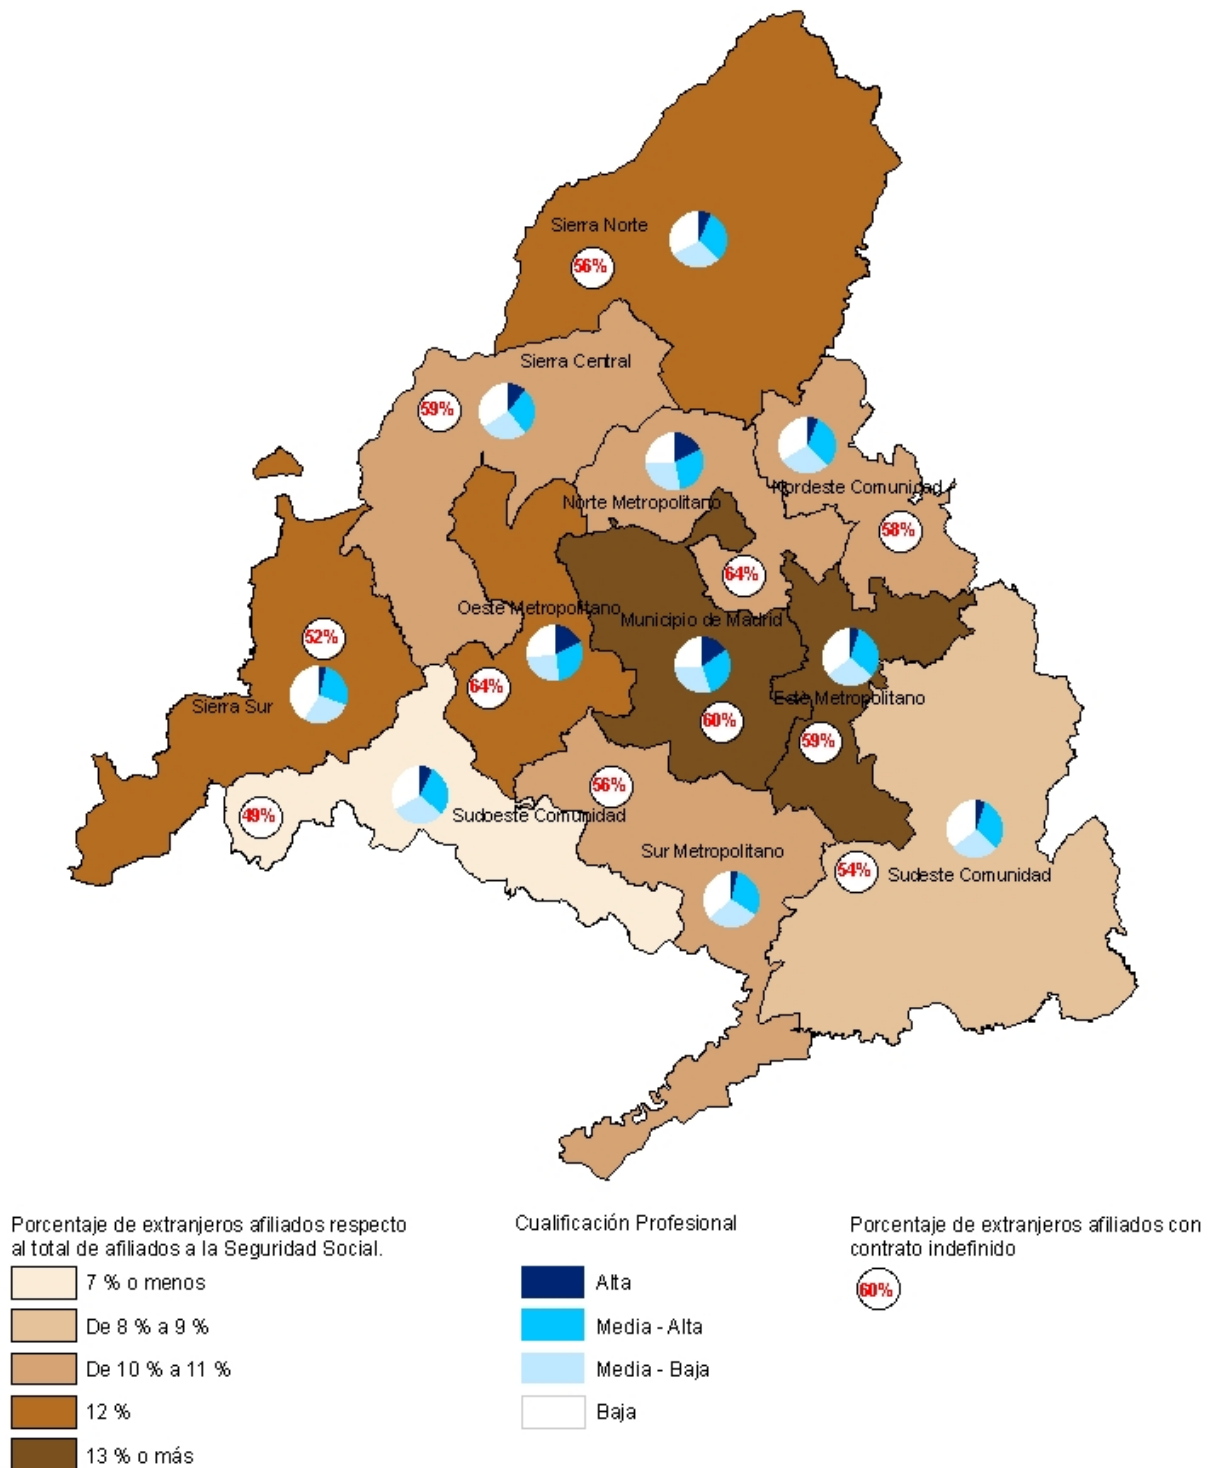 Sierra Norte
56%
Sierra Central
59%
Norte Metropolitano
Nordeste Comunidad
58%
64%
Oeste Metropolitano
Municipio de Madrid
52%
64%
Sierra Sur
Este Metropolitano
60%
59%
56%
49%
Sudoeste Comunidad
Sur Metropolitano
54%
Sudeste Comunidad
Porcentaje de extranjeros afiliados respecto
al total de afiliados a la Seguridad Social.
7 % o menos
De 8 % a 9 %
De 10 % a 11 %
12 %
13 % o más
Cualificación Profesional
Alta
Media - Alta
Media - Baja
Baja
Porcentaje de extranjeros afiliados con
contrato indefinido
60%